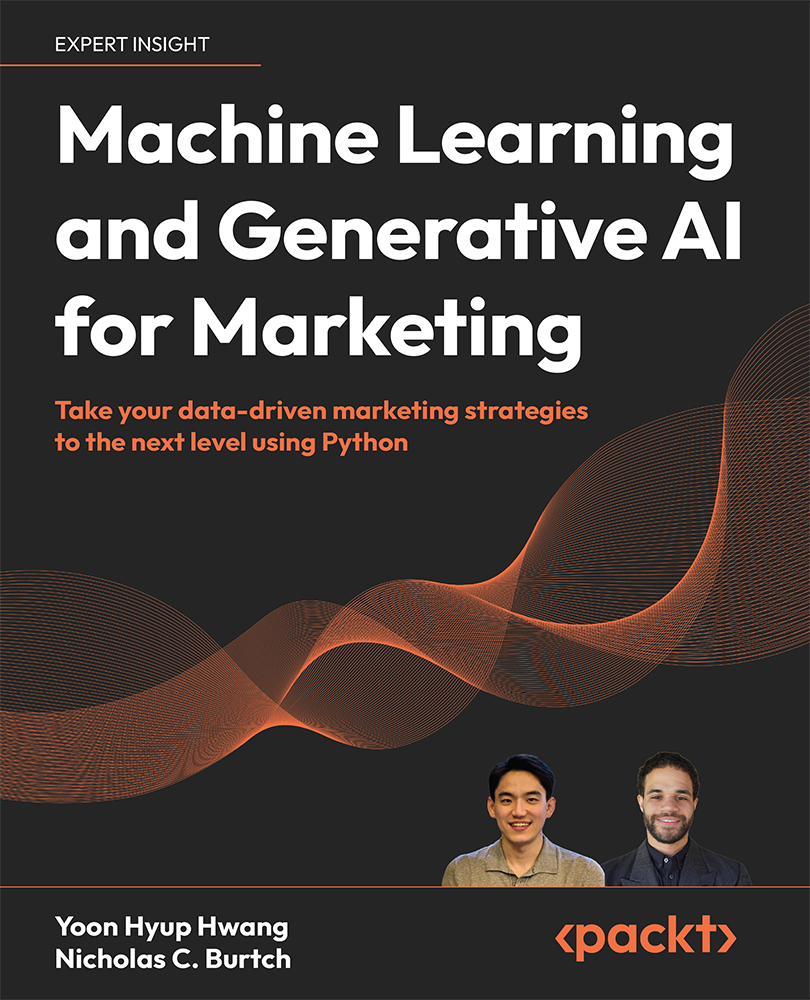 EXPERT INSIGHT
Machine Learning
and Generative AI
for Marketing
Take your data-driven marketing strategies
to the next level using Python
Yoon Hyup Hwang
Nicholas C. Burtch
<packt>